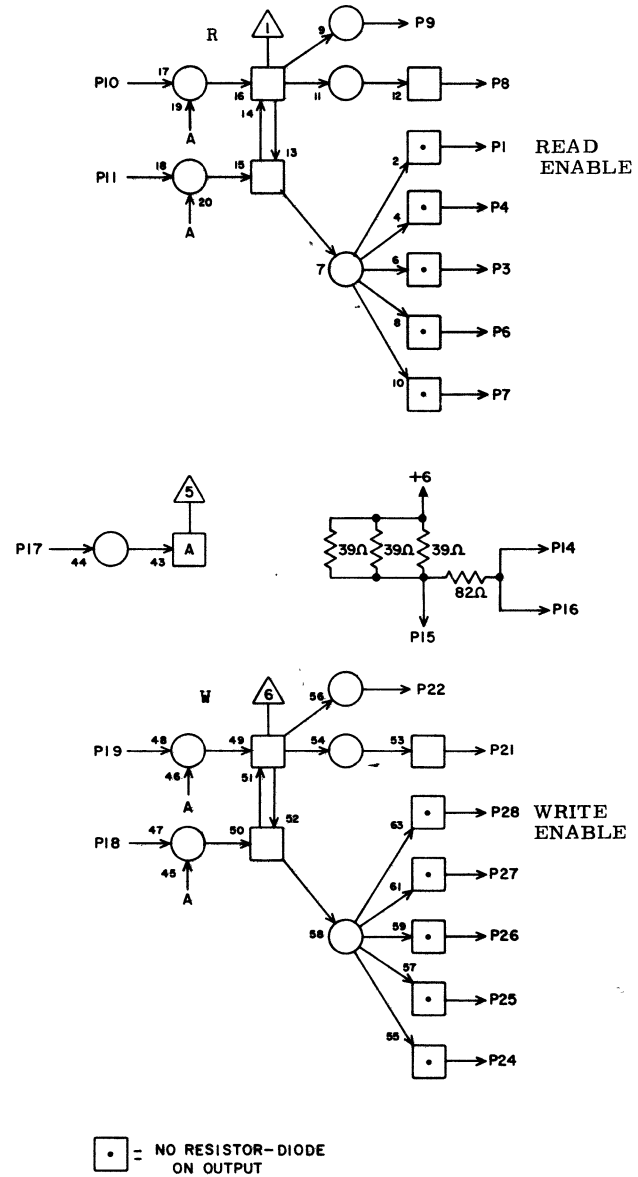 R
1
9
P9
P10
17
19
A
16
14
11
12
P8
13
P11
18
20
A
15
2
P1
READ
ENABLE
4
P4
7
6
P3
8
P6
10
P7
5
P17
44
43
A
+6
39Ω
39Ω
39Ω
82Ω
P14
P16
P15
W
6
56
P22
P19
48
46
A
49
51
54
53
P21
52
P18
47
45
A
50
63
P28
WRITE
ENABLE
61
P27
58
59
P26
57
P25
55
P24
= NO RESISTOR-DIODE
ON OUTPUT